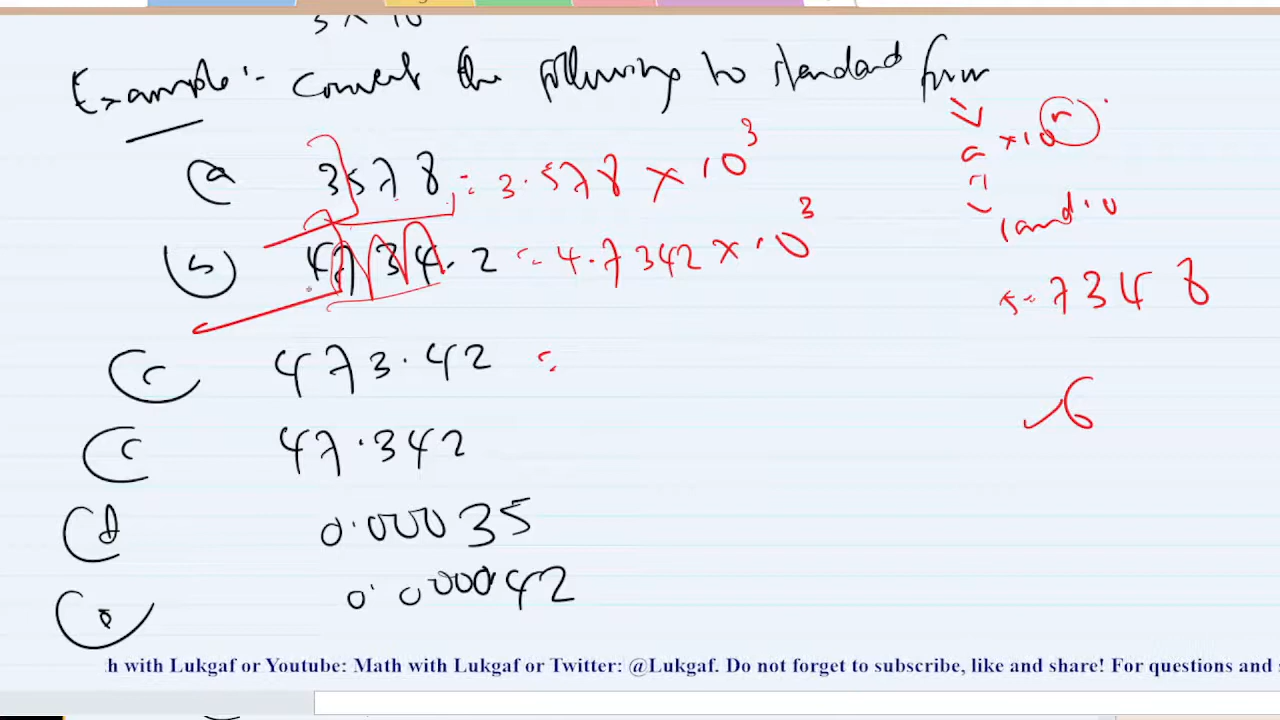 3 × 10
Example:- Convert the following to standard form
a × 10ⁿ
1 and 10
(a) 3578 = 3.578 × 10³
(b) 4734.2 = 4.7342 × 10³
7348
(c) 473.42 =
6
(c) 47.342
(d) 0.00035
0.000042
h with Lukgaf or Youtube: Math with Lukgaf or Twitter: @Lukgaf. Do not forget to subscribe, like and share! For questions and